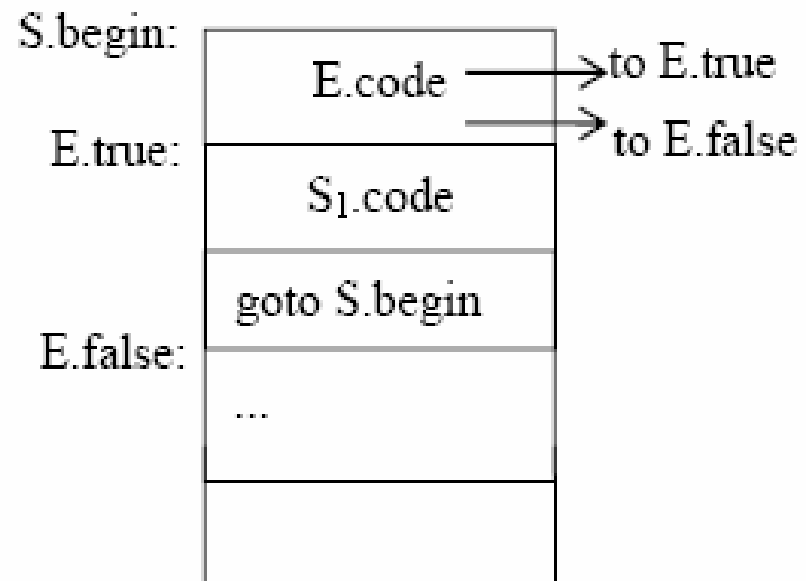 S.begin:
E.code
to E.true
to E.false
E.true:
S₁.code
goto S.begin
E.false:
...